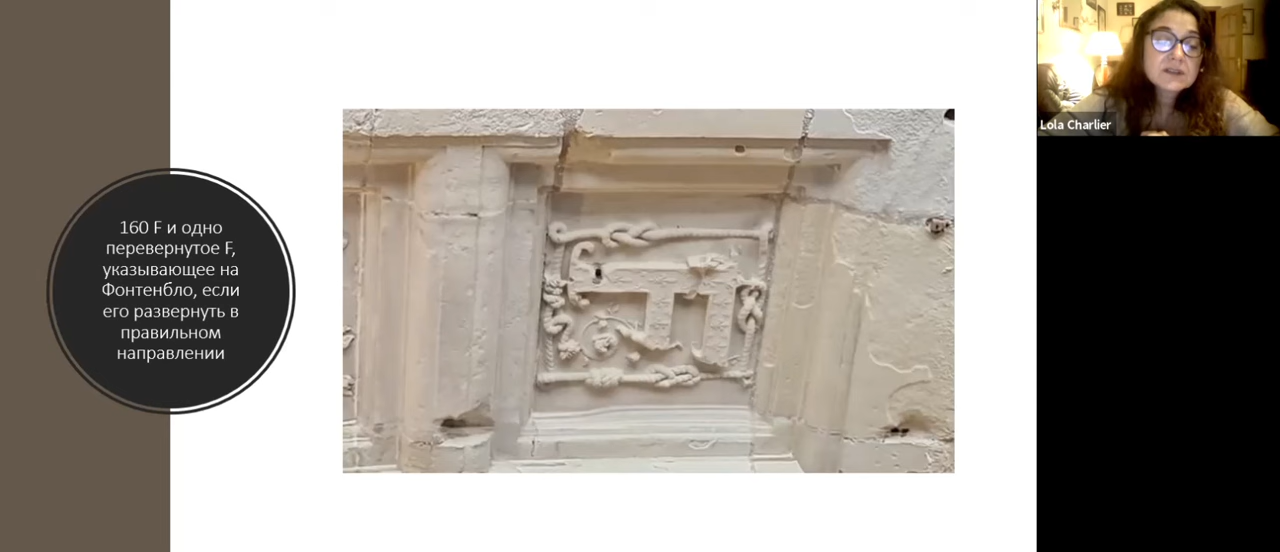 160 F и одно
перевернутое F,
указывающее на
Фонтенбло, если
его развернуть в
правильном
направлении
Lola Charlier